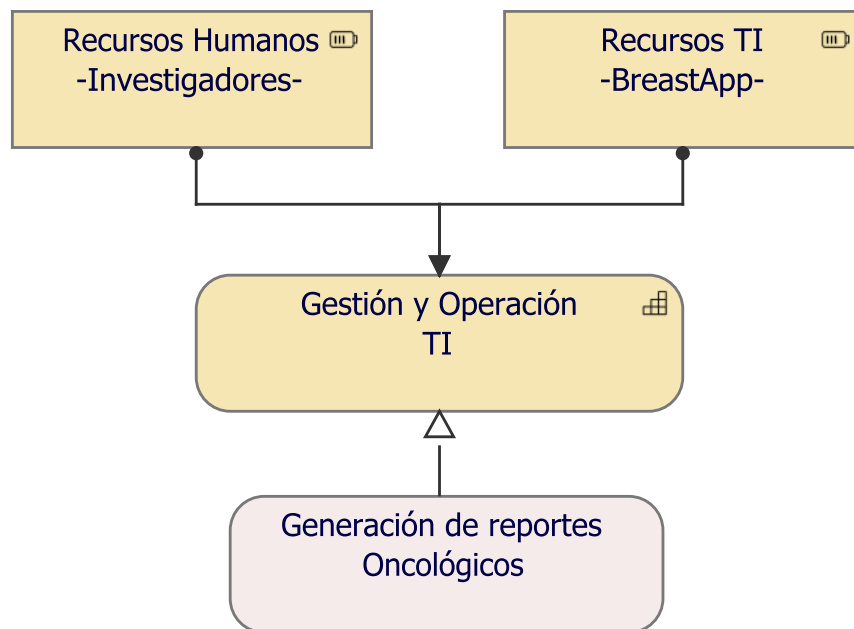 Recursos Humanos
-Investigadores-
Recursos TI
-BreastApp-
Gestión y Operación
TI
Generación de reportes
Oncológicos